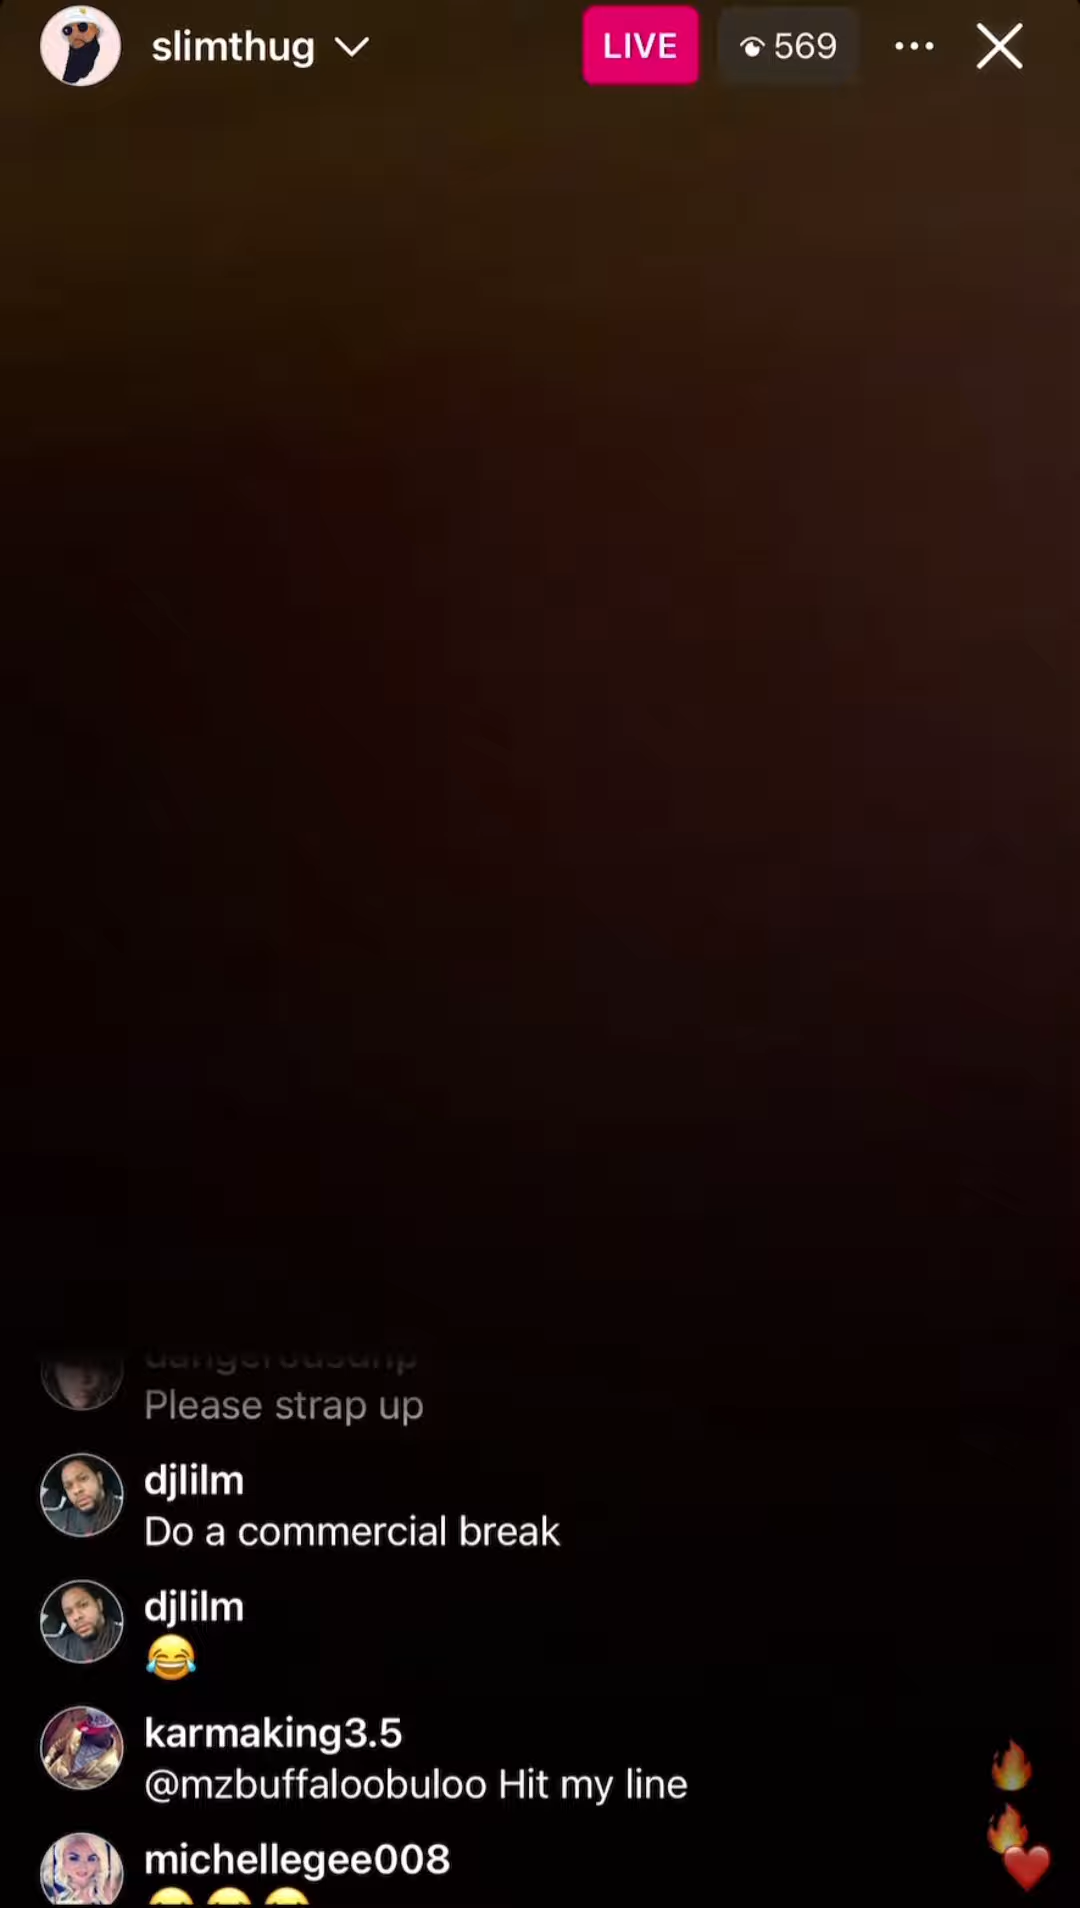 slimthug
LIVE
569
Please strap up
djlilm
Do a commercial break
djlilm
😂
karmaking3.5
@mzbuffaloobuloo Hit my line
michellegee008